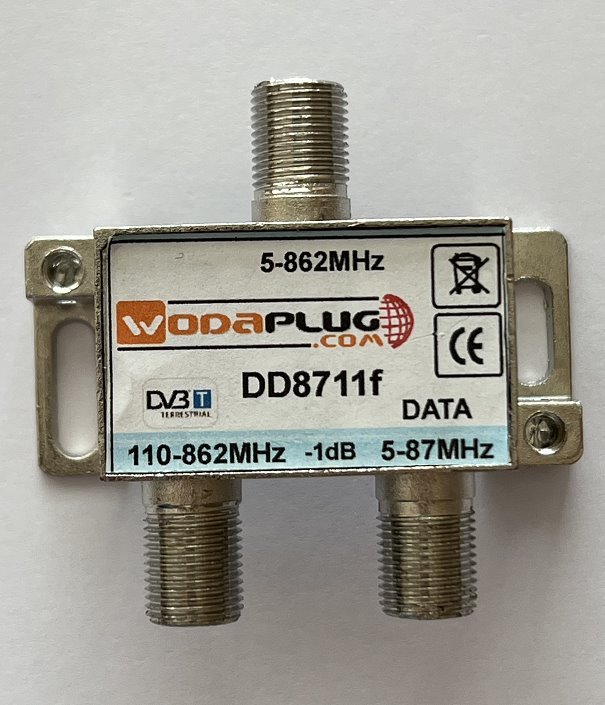 5-862MHz
WODAPLUG
.COM
CE
DD8711f
DVB T
TERRESTRIAL
DATA
110-862MHz -1dB 5-87MHz